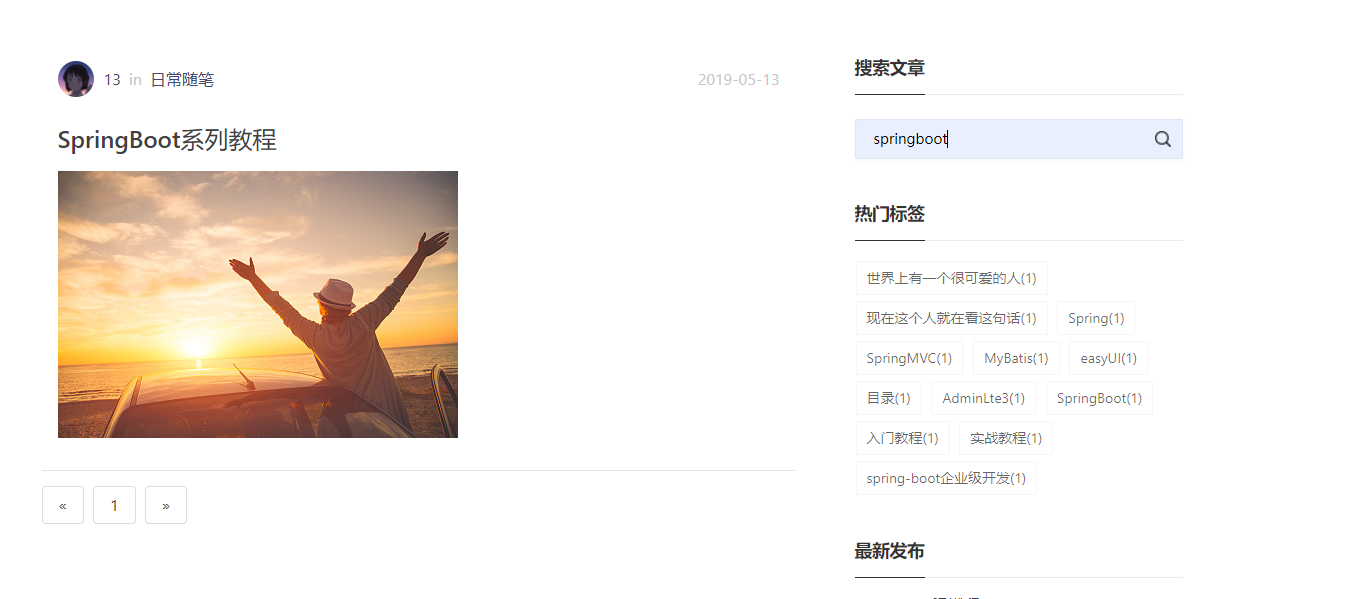 13 in 日常随笔 2019-05-13
SpringBoot系列教程
« 1 »
搜索文章
springboot
热门标签
世界上有一个很可爱的人(1)
现在这个人就在看这句话(1) Spring(1)
SpringMVC(1) MyBatis(1) easyUI(1)
目录(1) AdminLte3(1) SpringBoot(1)
入门教程(1) 实战教程(1)
spring-boot企业级开发(1)
最新发布